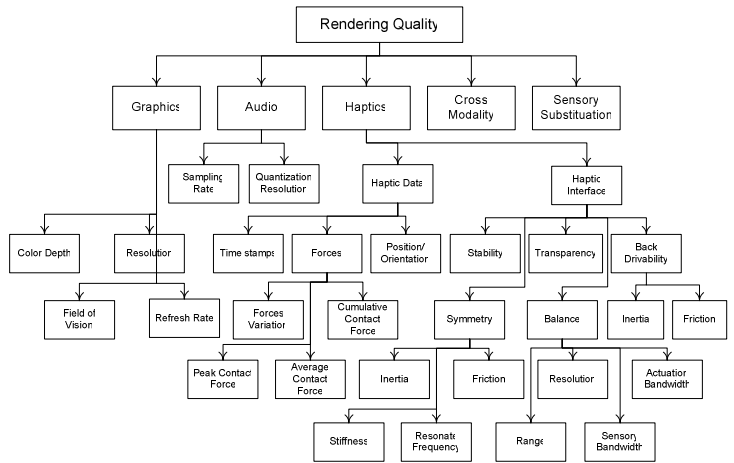 Rendering Quality
Graphics
Audio
Haptics
Cross
Modality
Sensory
Substituation
Sampling
Rate
Quantization
Resolution
Haptic Data
Haptic
Interface
Color Depth
Resolution
Time stamps
Forces
Position/
Orientation
Stability
Transparency
Back
Drivability
Field of
Vision
Refresh Rate
Forces
Variation
Cumulative
Contact
Force
Symmetry
Balance
Inertia
Friction
Peak Contact
Force
Average
Contact
Force
Inertia
Friction
Resolution
Actuation
Bandwidth
Stiffness
Resonate
Frequency
Range
Sensory
Bandwidth